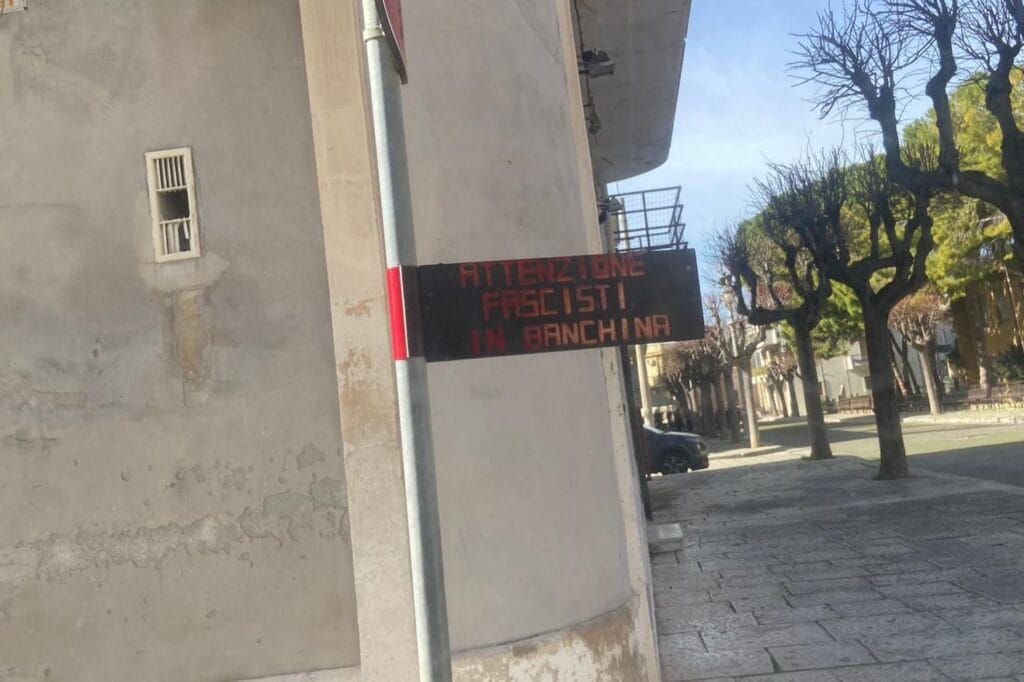 ATTENZIONE
FASCISTI
IN BANCHINA